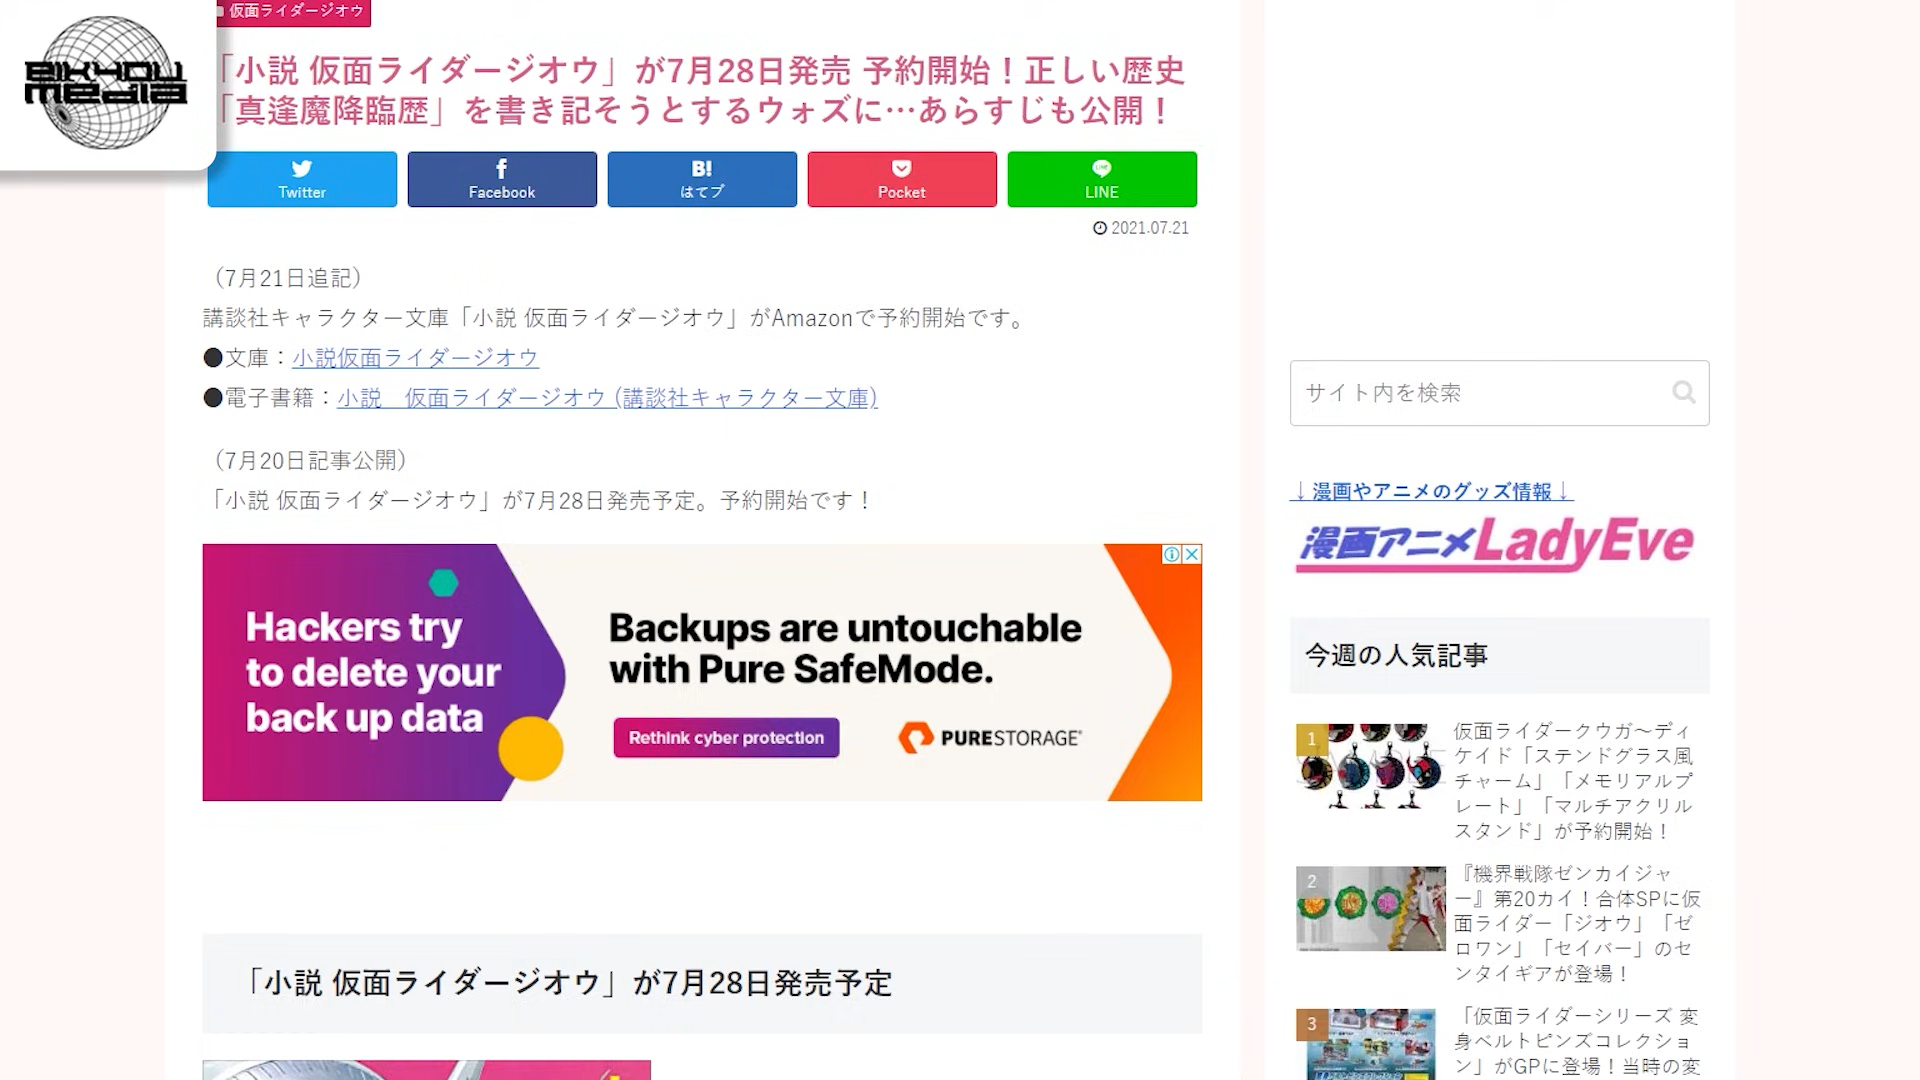 仮面ライダージオウ
BIKYOU
media
「小説 仮面ライダージオウ」が7月28日発売 予約開始！正しい歴史
「真逢魔降臨歴」を書き記そうとするウォズに…あらすじも公開！
Twitter
Facebook
B!
はてブ
Pocket
LINE
2021.07.21
（7月21日追記）
講談社キャラクター文庫「小説 仮面ライダージオウ」がAmazonで予約開始です。
●文庫：小説仮面ライダージオウ
●電子書籍：小説　仮面ライダージオウ (講談社キャラクター文庫)
（7月20日記事公開）
「小説 仮面ライダージオウ」が7月28日発売予定。予約開始です！
Hackers try
to delete your
back up data
Backups are untouchable
with Pure SafeMode.
Rethink cyber protection
PURESTORAGE®
「小説 仮面ライダージオウ」が7月28日発売予定
サイト内を検索
↓漫画やアニメのグッズ情報↓
漫画アニメLadyEve
今週の人気記事
1
仮面ライダークウガ～ディ
ケイド「ステンドグラス風
チャーム」「メモリアルプ
レート」「マルチアクリル
スタンド」が予約開始！
2
『機界戦隊ゼンカイジャ
ー』第20カイ！合体SPに仮
面ライダー「ジオウ」「ゼ
ロワン」「セイバー」のセ
ンタイギアが登場！
3
「仮面ライダーシリーズ 変
身ベルトピンズコレクショ
ン」がGPに登場！当時の変